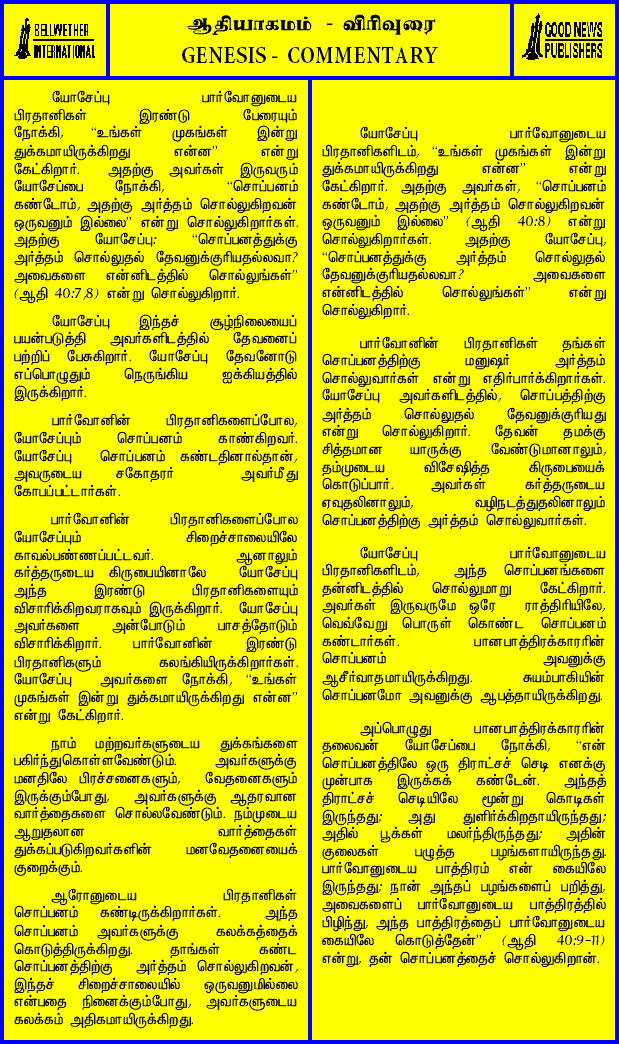 BELLWETHER
INTERNATIONAL
ஆதியாகமம் - விரிவுரை
GENESIS - COMMENTARY
GOOD NEWS
PUBLISHERS
யோசேப்பு பார்வோனுடைய
பிரதானிகள் இரண்டு பேரையும்
நோக்கி, “உங்கள் முகங்கள் இன்று
துக்கமாயிருக்கிறது என்ன” என்று
கேட்கிறார். அதற்கு அவர்கள் இருவரும்
யோசேப்பை நோக்கி, “சொப்பனம்
கண்டோம், அதற்கு அர்த்தம் சொல்லுகிறவன்
ஒருவனும் இல்லை” என்று சொல்லுகிறார்கள்.
அதற்கு யோசேப்பு: “சொப்பனத்துக்கு
அர்த்தம் சொல்லுதல் தேவனுக்குரியதல்லவா?
அவைகளை என்னிடத்தில் சொல்லுங்கள்”
(ஆதி 40:7,8) என்று சொல்லுகிறார்.
யோசேப்பு இந்தச் சூழ்நிலையைப்
பயன்படுத்தி அவர்களிடத்தில் தேவனைப்
பற்றிப் பேசுகிறார். யோசேப்பு தேவனோடு
எப்பொழுதும் நெருங்கிய ஐக்கியத்தில்
இருக்கிறார்.
பார்வோனின் பிரதானிகளைப்போல,
யோசேப்பும் சொப்பனம் காண்கிறவர்.
யோசேப்பு சொப்பனம் கண்டதினால்தான்,
அவருடைய சகோதரர் அவர்மீது
கோபப்பட்டார்கள்.
பார்வோனின் பிரதானிகளைப்போல
யோசேப்பும் சிறைச்சாலையிலே
காவல்பண்ணப்பட்டவர். ஆனாலும்
கர்த்தருடைய கிருபையினாலே யோசேப்பு
அந்த இரண்டு பிரதானிகளையும்
விசாரிக்கிறவராகவும் இருக்கிறார். யோசேப்பு
அவர்களை அன்போடும் பாசத்தோடும்
விசாரிக்கிறார். பார்வோனின் இரண்டு
பிரதானிகளும் கலங்கியிருக்கிறார்கள்.
யோசேப்பு அவர்களை நோக்கி, “உங்கள்
முகங்கள் இன்று துக்கமாயிருக்கிறது என்ன”
என்று கேட்கிறார்.
நாம் மற்றவர்களுடைய துக்கங்களை
பகிர்ந்துகொள்ளவேண்டும். அவர்களுக்கு
மனதிலே பிரச்சனைகளும், வேதனைகளும்
இருக்கும்போது, அவர்களுக்கு ஆதரவான
வார்த்தைகளை சொல்லவேண்டும். நம்முடைய
ஆறுதலான வார்த்தைகள்
துக்கப்படுகிறவர்களின் மனவேதனையைக்
குறைக்கும்.
ஆரோனுடைய பிரதானிகள்
சொப்பனம் கண்டிருக்கிறார்கள். அந்த
சொப்பனம் அவர்களுக்கு கலக்கத்தைக்
கொடுத்திருக்கிறது. தாங்கள் கண்ட
சொப்பனத்திற்கு அர்த்தம் சொல்லுகிறவன்,
இந்தச் சிறைச்சாலையில் ஒருவனுமில்லை
என்பதை நினைக்கும்போது, அவர்களுடைய
கலக்கம் அதிகமாயிருக்கிறது.
யோசேப்பு பார்வோனுடைய
பிரதானிகளிடம், “உங்கள் முகங்கள் இன்று
துக்கமாயிருக்கிறது என்ன” என்று
கேட்கிறார். அதற்கு அவர்கள், “சொப்பனம்
கண்டோம், அதற்கு அர்த்தம் சொல்லுகிறவன்
ஒருவனும் இல்லை” (ஆதி 40:8) என்று
சொல்லுகிறார்கள். அதற்கு யோசேப்பு,
“சொப்பனத்துக்கு அர்த்தம் சொல்லுதல்
தேவனுக்குரியதல்லவா? அவைகளை
என்னிடத்தில் சொல்லுங்கள்” என்று
சொல்லுகிறார்.
பார்வோனின் பிரதானிகள் தங்கள்
சொப்பனத்திற்கு மனுஷர் அர்த்தம்
சொல்லுவார்கள் என்று எதிர்பார்க்கிறார்கள்.
யோசேப்பு அவர்களிடத்தில், சொப்பத்திற்கு
அர்த்தம் சொல்லுதல் தேவனுக்குரியது
என்று சொல்லுகிறார். தேவன் தமக்கு
சித்தமான யாருக்கு வேண்டுமானாலும்,
தம்முடைய விசேஷித்த கிருபையைக்
கொடுப்பார். அவர்கள் கர்த்தருடைய
ஏவுதலினாலும், வழிநடத்துதலினாலும்
சொப்பனத்திற்கு அர்த்தம் சொல்லுவார்கள்.
யோசேப்பு பார்வோனுடைய
பிரதானிகளிடம், அந்த சொப்பனங்களை
தன்னிடத்தில் சொல்லுமாறு கேட்கிறார்.
அவர்கள் இருவருமே ஒரே ராத்திரியிலே,
வெவ்வேறு பொருள் கொண்ட சொப்பனம்
கண்டார்கள். பானபாத்திரக்காரரின்
சொப்பனம் அவனுக்கு
ஆசீர்வாதமாயிருக்கிறது. சுயம்பாகியின்
சொப்பனமோ அவனுக்கு ஆபத்தாயிருக்கிறது.
அப்பொழுது பானபாத்திரக்காரரின்
தலைவன் யோசேப்பை நோக்கி, “என்
சொப்பனத்திலே ஒரு திராட்சச் செடி எனக்கு
முன்பாக இருக்கக் கண்டேன். அந்தத்
திராட்சச் செடியிலே மூன்று கொடிகள்
இருந்தது; அது துளிர்க்கிறதாயிருந்தது;
அதில் பூக்கள் மலர்ந்திருந்தது; அதின்
குலைகள் பழுத்த பழங்களாயிருந்தது.
பார்வோனுடைய பாத்திரம் என் கையிலே
இருந்தது; நான் அந்தப் பழங்களைப் பறித்து,
அவைகளைப் பார்வோனுடைய பாத்திரத்தில்
பிழிந்து, அந்த பாத்திரத்தைப் பார்வோனுடைய
கையிலே கொடுத்தேன்” (ஆதி 40:9-11)
என்று, தன் சொப்பனத்தைச் சொல்லுகிறான்.